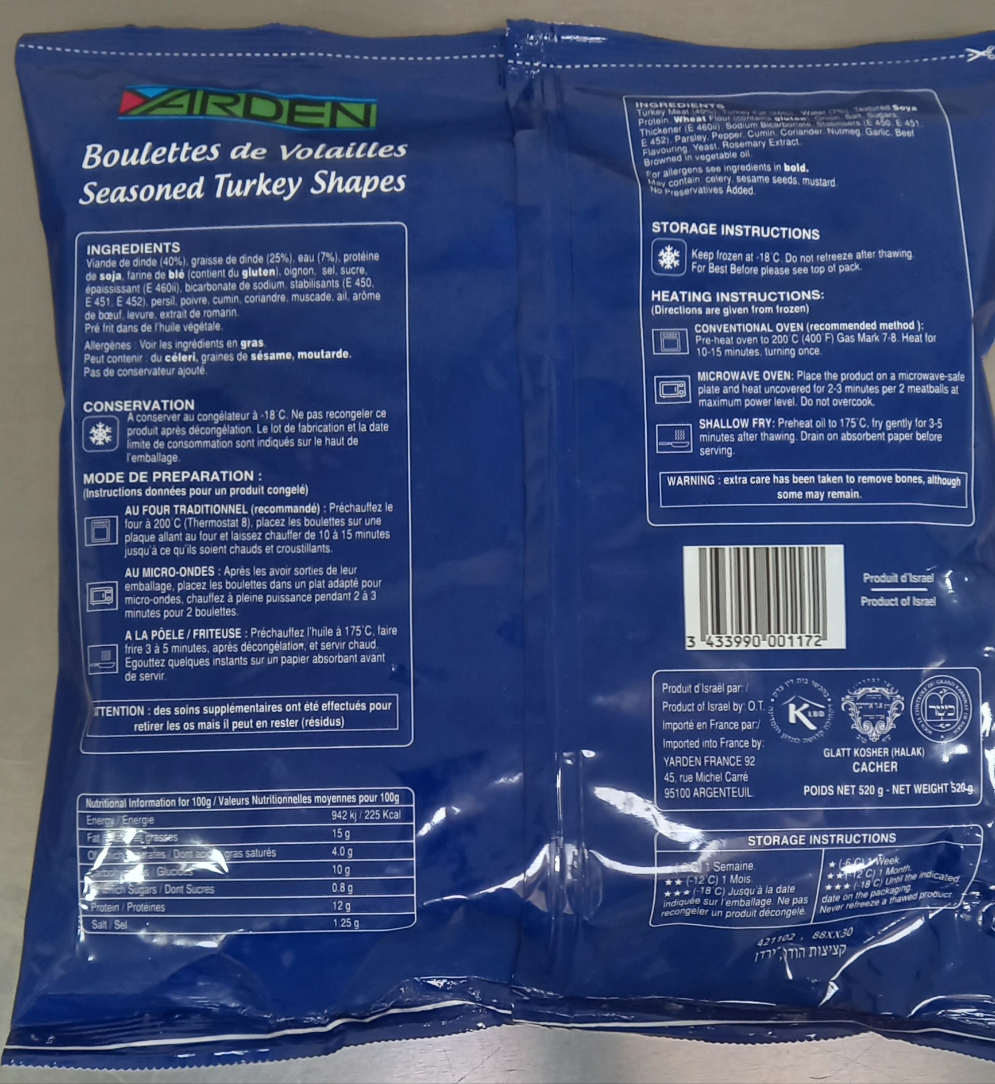 YARDEN
Boulettes de Volailles
Seasoned Turkey Shapes
INGREDIENTS
Viande de dinde (40%), graisse de dinde (25%), eau (7%), protéine
de soja, farine de blé (contient du gluten), oignon, sel, sucre,
épaississant (E 460ii), bicarbonate de sodium, stabilisants (E 450,
E 451, E 452), persil, poivre, cumin, coriandre, muscade, ail, arôme
de bœuf, levure, extrait de romarin.
Pré frit dans de l'huile végétale.
Allergènes : Voir les ingrédients en gras.
Peut contenir : du céleri, graines de sésame, moutarde.
Pas de conservateur ajouté.
CONSERVATION
A conserver au congélateur à -18°C. Ne pas recongeler ce
produit après décongélation. Le lot de fabrication et la date
limite de consommation sont indiqués sur le haut de
l'emballage.
MODE DE PREPARATION :
(Instructions données pour un produit congelé)
AU FOUR TRADITIONNEL (recommandé) : Préchauffez le
four à 200°C (Thermostat 8), placez les boulettes sur une
plaque allant au four et laissez chauffer de 10 à 15 minutes
jusqu'à ce qu'ils soient chauds et croustillants.
AU MICRO-ONDES : Après les avoir sorties de leur
emballage, placez les boulettes dans un plat adapté pour
micro-ondes, chauffez à pleine puissance pendant 2 à 3
minutes pour 2 boulettes.
A LA PÔELE / FRITEUSE : Préchauffez l'huile à 175°C, faire
frire 3 à 5 minutes, après décongélation, et servir chaud.
Egouttez quelques instants sur un papier absorbant avant
de servir.
TTENTION : des soins supplémentaires ont été effectués pour
retirer les os mais il peut en rester (résidus)
Nutritional Information for 100g / Valeurs Nutritionnelles moyennes pour 100g
Energy / Energie 942 kj / 225 Kcal
Fat grasses 15 g
gras saturés 4.0 g
Glucides 10 g
Sugars / Dont Sucres 0.8 g
Protein / Protéines 12 g
Salt / Sel 1.25 g
INGREDIENTS
Turkey Meat (40%), Turkey Fat Water (7%), Textured Soya
Protein, Wheat Flour (contains gluten), Onion, Salt, Sugars,
Thickener (E 460ii), Sodium Bicarbonate, Stabilisers (E 450, E 451,
E 452), Parsley, Pepper, Cumin, Coriander, Nutmeg, Garlic, Beef
Flavouring, Yeast, Rosemary Extract.
Browned in vegetable oil.
For allergens see ingredients in bold.
May contain: celery, sesame seeds, mustard.
No Preservatives Added.
STORAGE INSTRUCTIONS
Keep frozen at -18°C. Do not refreeze after thawing.
For Best Before please see top of pack.
HEATING INSTRUCTIONS:
(Directions are given from frozen)
CONVENTIONAL OVEN (recommended method ):
Pre-heat oven to 200°C (400°F) Gas Mark 7-8. Heat for
10-15 minutes, turning once.
MICROWAVE OVEN: Place the product on a microwave-safe
plate and heat uncovered for 2-3 minutes per 2 meatballs at
maximum power level. Do not overcook.
SHALLOW FRY: Preheat oil to 175°C, fry gently for 3-5
minutes after thawing. Drain on absorbent paper before
serving.
WARNING : extra care has been taken to remove bones, although
some may remain.
3 433990 001172
Produit d'Israel
Product of Israel
Produit d'Israël par: /
Product of Israel by: O.T.
Importé en France par:/
Imported into France by:
YARDEN FRANCE 92
45, rue Michel Carré
95100 ARGENTEUIL
K LBD
כשר
GLATT KOSHER (HALAK)
CACHER
POIDS NET 520 g - NET WEIGHT 520 g
STORAGE INSTRUCTIONS
1 Semaine.
★★ (-12°C) 1 Mois.
★★★ (-18°C) Jusqu'à la date
indiquée sur l'emballage. Ne pas
recongeler un produit décongelé.
★ (-6°C) 1 Week.
★★ (-12°C) 1 Month.
★★★ (-18°C) Until the indicated
date on the packaging.
Never refreeze a thawed product.
421102 , 88XX30
קציצות הודו, ירדן